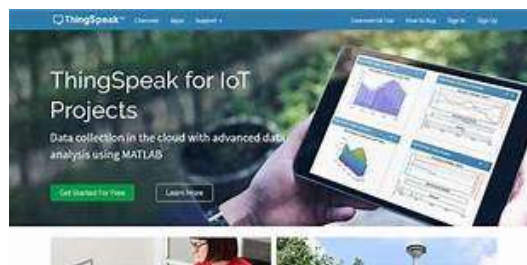 ThingSpeak™ Channels Apps Support Commercial Use How to Buy Sign In Sign Up
ThingSpeak for IoT
Projects
Data collection in the cloud with advanced data
analysis using MATLAB
Get Started For Free Learn More